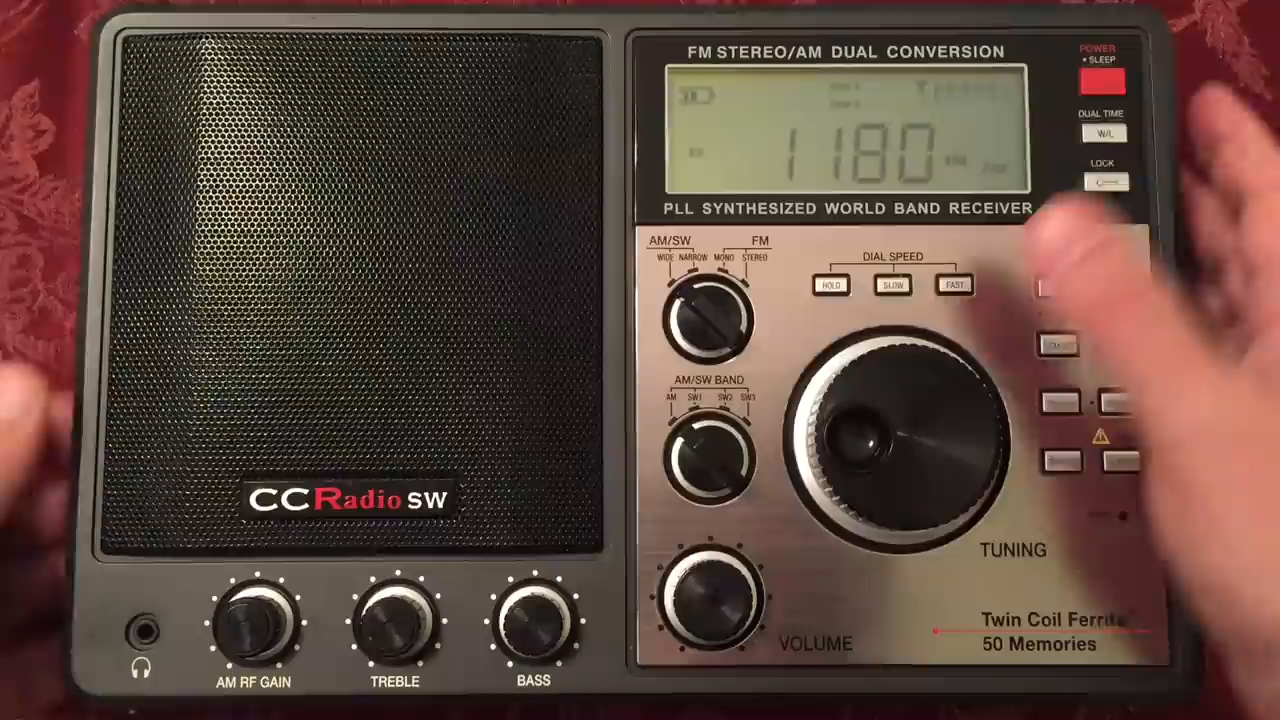 FM STEREO/AM DUAL CONVERSION
POWER
• SLEEP
DUAL TIME
W/L
LOCK
1180
PLL SYNTHESIZED WORLD BAND RECEIVER
AM/SW FM
WIDE NARROW MONO STEREO
DIAL SPEED
HOLD SLOW FAST
AM/SW BAND
AM SW1 SW2 SW3
CCRadio SW
TUNING
VOLUME
Twin Coil Ferrite
50 Memories
AM RF GAIN TREBLE BASS